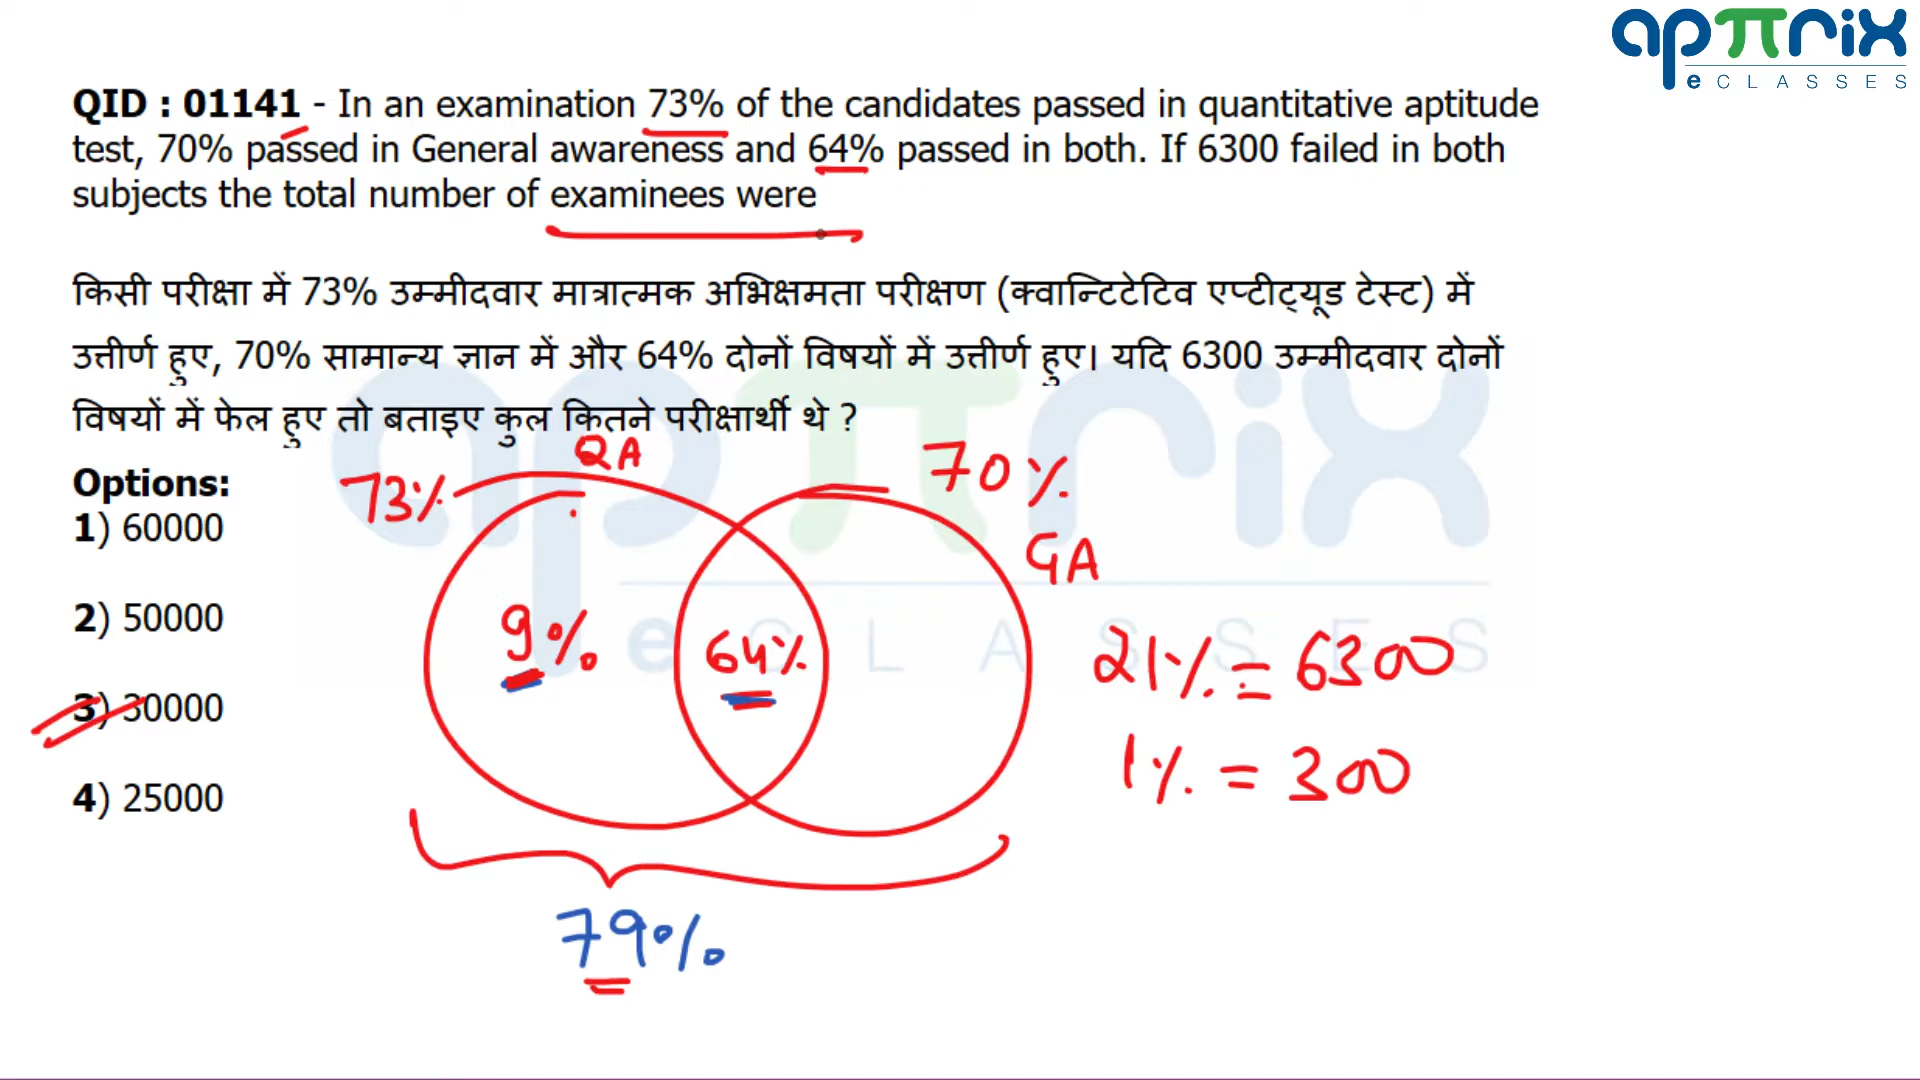 apπrix
e CLASSES
QID : 01141 - In an examination 73% of the candidates passed in quantitative aptitude
test, 70% passed in General awareness and 64% passed in both. If 6300 failed in both
subjects the total number of examinees were
किसी परीक्षा में 73% उम्मीदवार मात्रात्मक अभिक्षमता परीक्षण (क्वान्टिटेटिव एप्टीट्यूड टेस्ट) में
उत्तीर्ण हुए, 70% सामान्य ज्ञान में और 64% दोनों विषयों में उत्तीर्ण हुए। यदि 6300 उम्मीदवार दोनों
विषयों में फेल हुए तो बताइए कुल कितने परीक्षार्थी थे ?
Options:
1) 60000
2) 50000
3) 30000
4) 25000
73%
QA
70%
GA
9%
64%
21% = 6300
1% = 300
79%
apπrix
e CLASSES